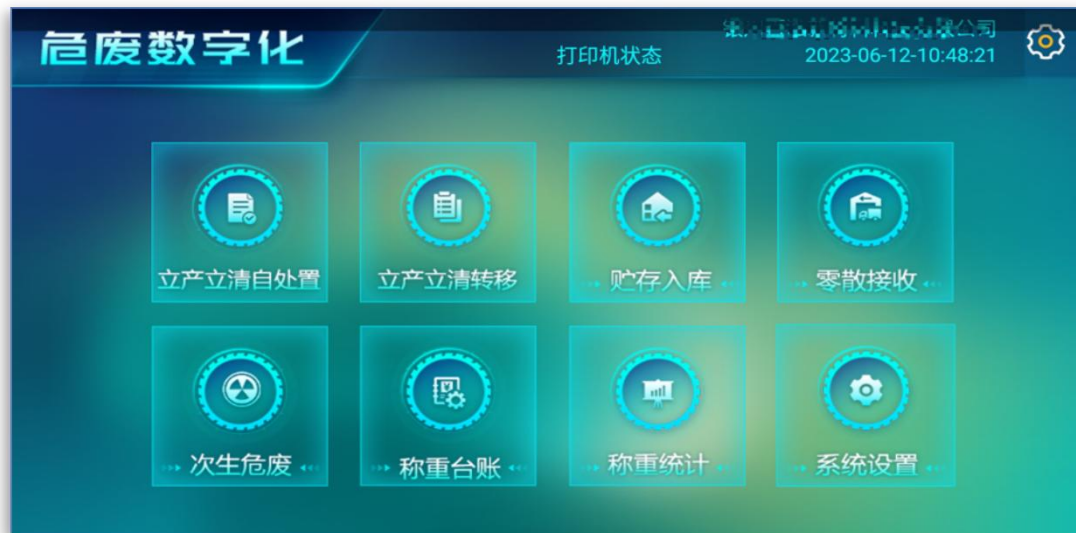 危废数字化
公司
打印机状态
2023-06-12-10:48:21
立产立清自处置
立产立清转移
贮存入库
零散接收
次生危废
称重台账
称重统计
系统设置